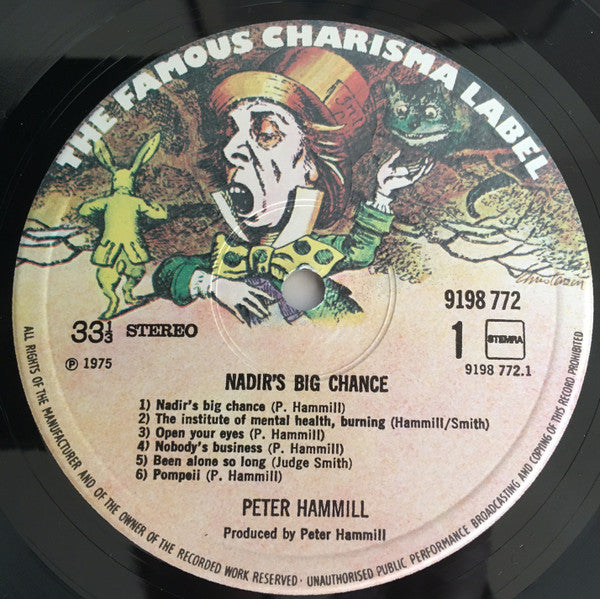 THE FAMOUS CHARISMA LABEL
9198 772
33⅓ STEREO
1
STEMRA
℗ 1975
9198 772.1
NADIR'S BIG CHANCE
1) Nadir's big chance (P. Hammill)
2) The institute of mental health, burning (Hammill/Smith)
3) Open your eyes (P. Hammill)
4) Nobody's business (P. Hammill)
5) Been alone so long (Judge Smith)
6) Pompeii (P. Hammill)
PETER HAMMILL
Produced by Peter Hammill
ALL RIGHTS OF THE MANUFACTURER AND OF THE OWNER OF THE RECORDED WORK RESERVED · UNAUTHORISED PUBLIC PERFORMANCE BROADCASTING AND COPYING OF THIS RECORD PROHIBITED